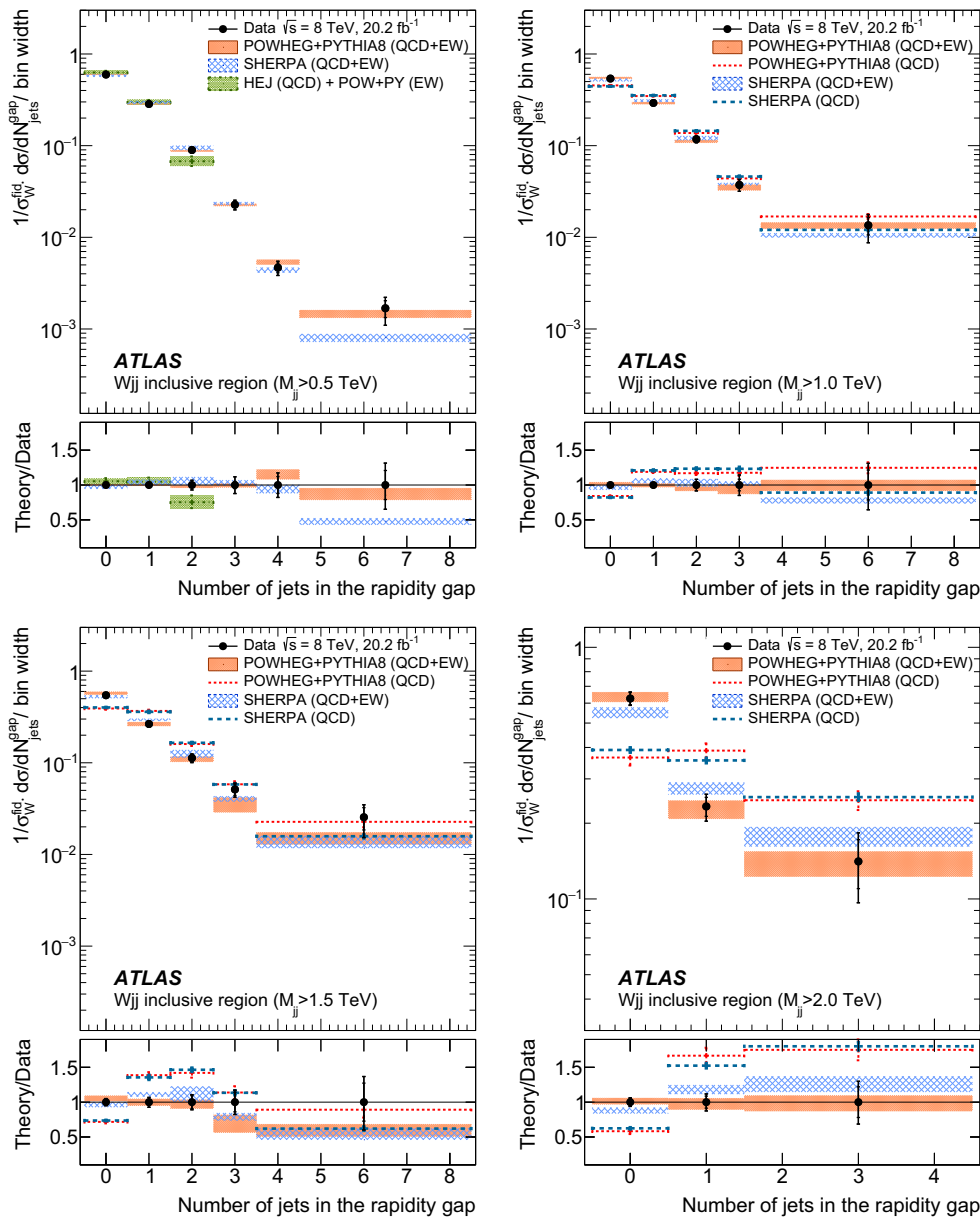 Data √s = 8 TeV, 20.2 fb⁻¹
POWHEG+PYTHIA8 (QCD+EW)
SHERPA (QCD+EW)
HEJ (QCD) + POW+PY (EW)
1/σ_W^fid. dσ/dN_jets^gap/ bin width
1
10⁻¹
10⁻²
10⁻³
ATLAS
Wjj inclusive region (M_jj>0.5 TeV)
Theory/Data
1.5
1
0.5
0 1 2 3 4 5 6 7 8
Number of jets in the rapidity gap
Data √s = 8 TeV, 20.2 fb⁻¹
POWHEG+PYTHIA8 (QCD+EW)
POWHEG+PYTHIA8 (QCD)
SHERPA (QCD+EW)
SHERPA (QCD)
1/σ_W^fid. dσ/dN_jets^gap/ bin width
1
10⁻¹
10⁻²
10⁻³
ATLAS
Wjj inclusive region (M_jj>1.0 TeV)
Theory/Data
1.5
1
0.5
0 1 2 3 4 5 6 7 8
Number of jets in the rapidity gap
Data √s = 8 TeV, 20.2 fb⁻¹
POWHEG+PYTHIA8 (QCD+EW)
POWHEG+PYTHIA8 (QCD)
SHERPA (QCD+EW)
SHERPA (QCD)
1/σ_W^fid. dσ/dN_jets^gap/ bin width
1
10⁻¹
10⁻²
10⁻³
ATLAS
Wjj inclusive region (M_jj>1.5 TeV)
Theory/Data
1.5
1
0.5
0 1 2 3 4 5 6 7 8
Number of jets in the rapidity gap
Data √s = 8 TeV, 20.2 fb⁻¹
POWHEG+PYTHIA8 (QCD+EW)
POWHEG+PYTHIA8 (QCD)
SHERPA (QCD+EW)
SHERPA (QCD)
1/σ_W^fid. dσ/dN_jets^gap/ bin width
1
10⁻¹
ATLAS
Wjj inclusive region (M_jj>2.0 TeV)
Theory/Data
1.5
1
0.5
0 1 2 3 4
Number of jets in the rapidity gap